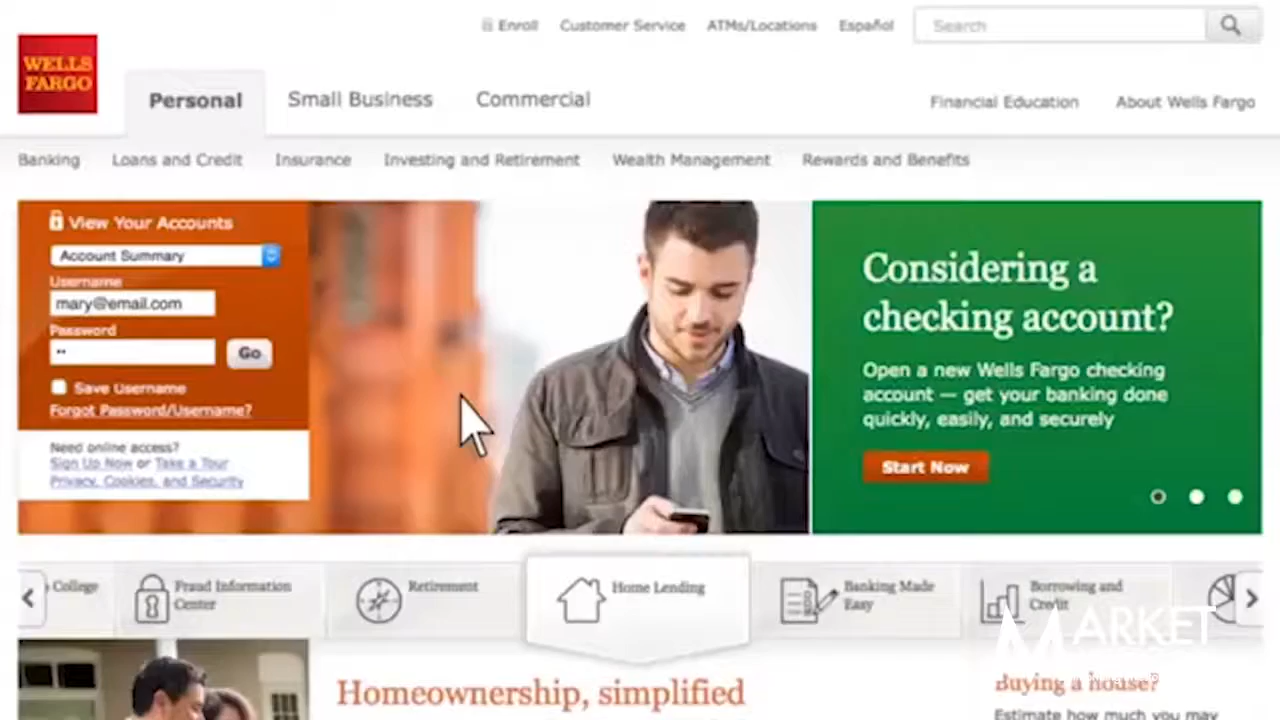 Enroll Customer Service ATMs/Locations Español Search
WELLS
FARGO
Personal Small Business Commercial
Financial Education About Wells Fargo
Banking Loans and Credit Insurance Investing and Retirement Wealth Management Rewards and Benefits
View Your Accounts
Account Summary
Username
mary@email.com
Password
••
Go
Save Username
Forgot Password/Username?
Need online access?
Sign Up Now or Take a Tour
Privacy, Cookies, and Security
Considering a
checking account?
Open a new Wells Fargo checking
account — get your banking done
quickly, easily, and securely
Start Now
College
Fraud Information
Center
Retirement
Home Lending
Banking Made
Easy
Borrowing and
Credit
MARKET
Homeownership, simplified
Buying a house?
Estimate how much you may